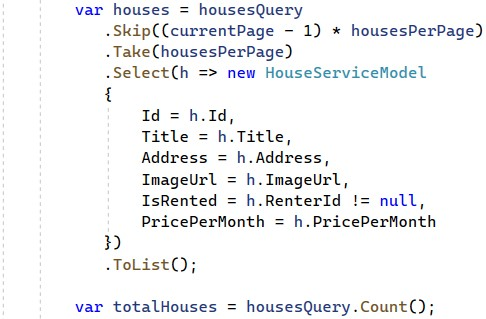 var houses = housesQuery
.Skip((currentPage - 1) * housesPerPage)
.Take(housesPerPage)
.Select(h => new HouseServiceModel
{
Id = h.Id,
Title = h.Title,
Address = h.Address,
ImageUrl = h.ImageUrl,
IsRented = h.RenterId != null,
PricePerMonth = h.PricePerMonth
})
.ToList();
var totalHouses = housesQuery.Count();